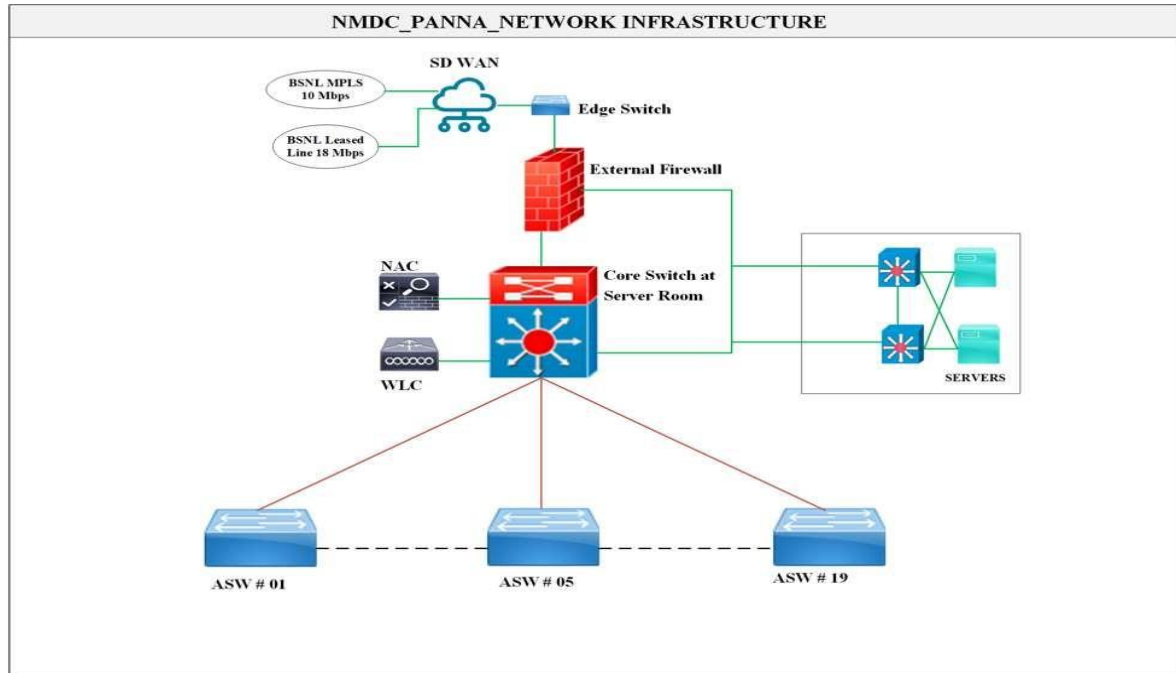 NMDC_PANNA_NETWORK INFRASTRUCTURE
SD WAN
BSNL MPLS
10 Mbps
Edge Switch
BSNL Leased
Line 18 Mbps
External Firewall
NAC
Core Switch at
Server Room
WLC
SERVERS
ASW # 01
ASW # 05
ASW # 19